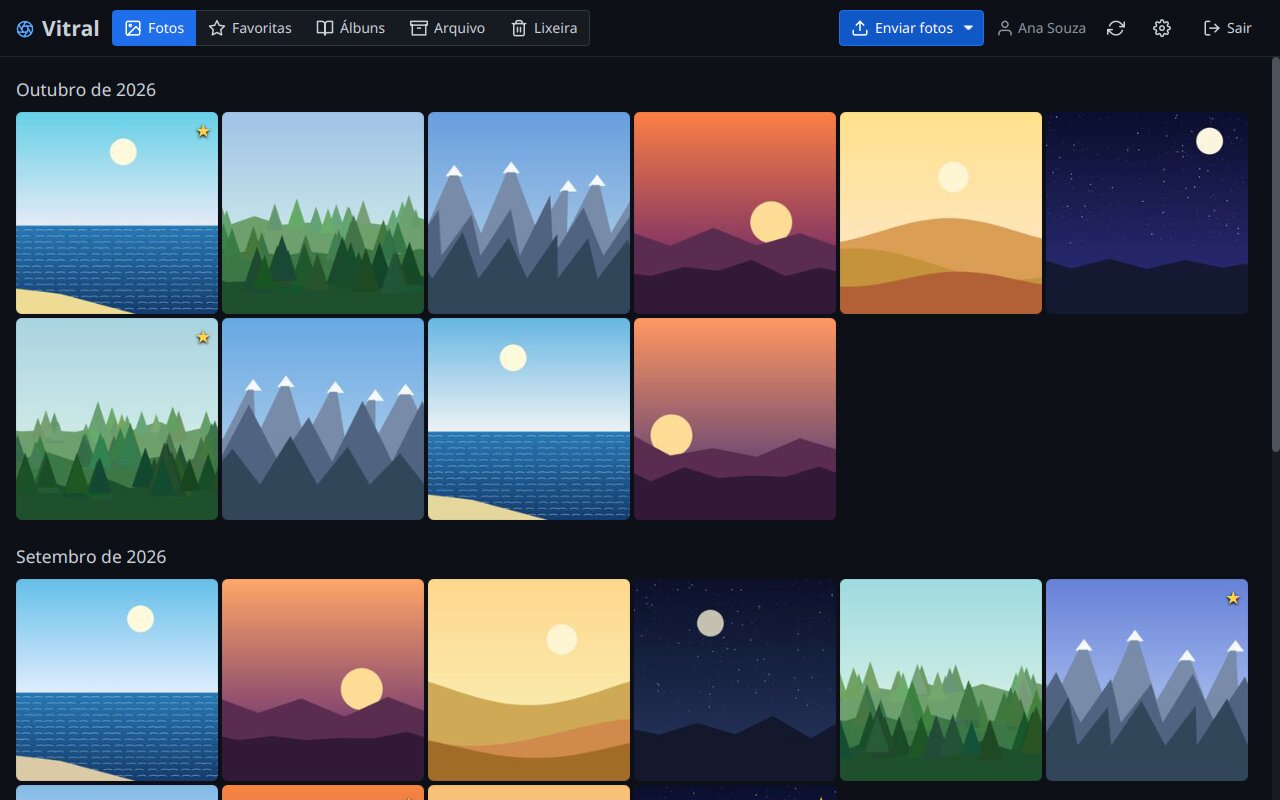 Vitral Fotos Favoritas Álbuns Arquivo Lixeira Enviar fotos Ana Souza Sair
Outubro de 2026
Setembro de 2026